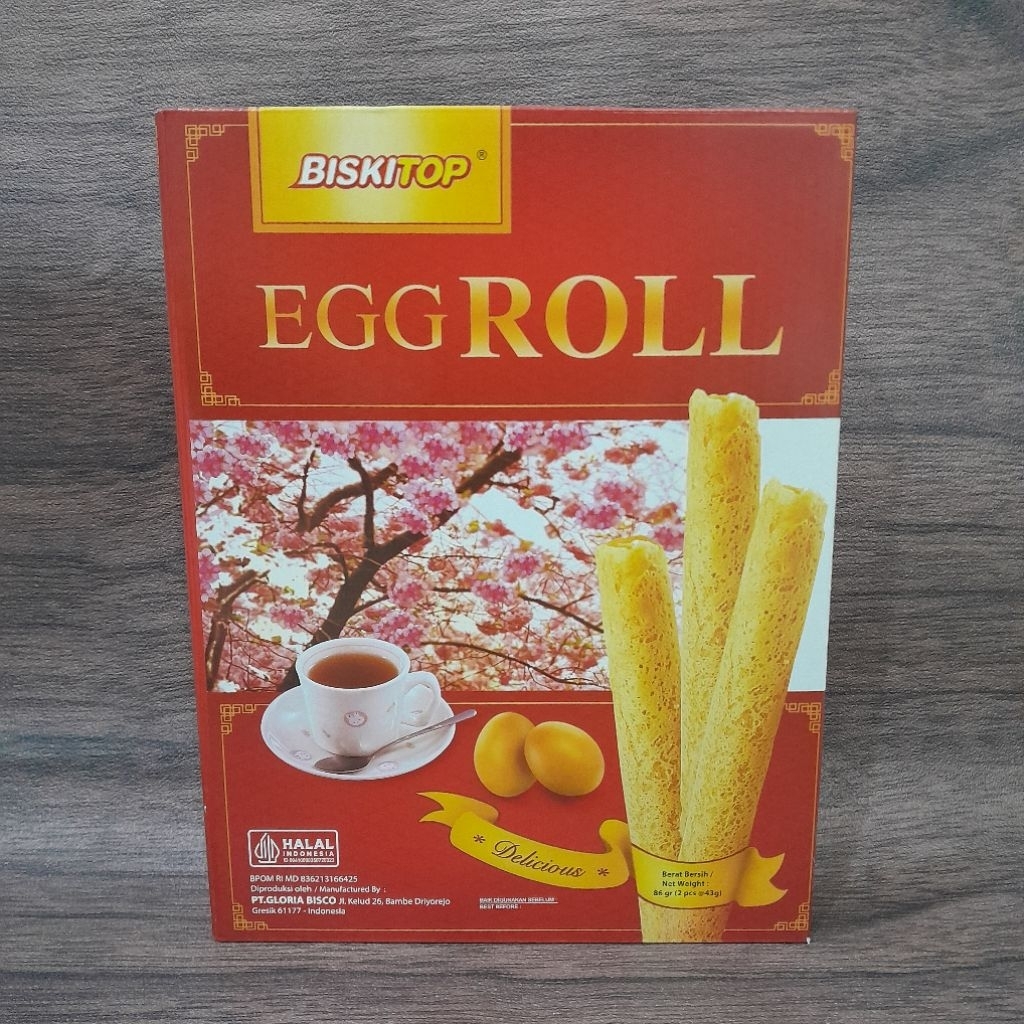 BISKITOP ®
EGG ROLL
* Delicious *
HALAL
INDONESIA
BPOM RI MD 836213166425
Diproduksi oleh / Manufactured By :
PT.GLORIA BISCO Jl. Kelud 26, Bambe Driyorejo
Gresik 61177 - Indonesia
BAIK DIGUNAKAN SEBELUM
BEST BEFORE :
Berat Bersih /
Net Weight :
86 gr (2 pcs @43g)